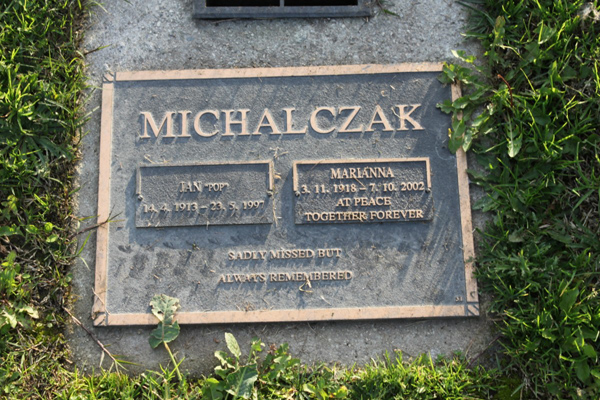 MICHALCZAK
JAN "POP"
14. 4. 1913 – 23. 5. 1997
MARIANNA
3. 11. 1918 – 7. 10. 2002
AT PEACE
TOGETHER FOREVER
SADLY MISSED BUT
ALWAYS REMEMBERED